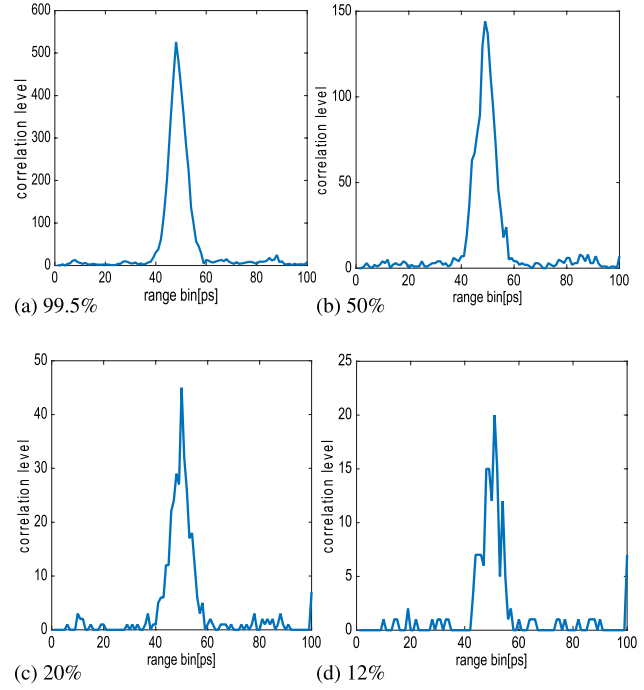 600
500
400
300
200
100
0
0 20 40 60 80 100
correlation level
range bin[ps]
(a) 99.5%
150
100
50
0
0 20 40 60 80 100
correlation level
range bin[ps]
(b) 50%
50
40
30
20
10
0
0 20 40 60 80 100
correlation level
range bin[ps]
(c) 20%
25
20
15
10
5
0
0 20 40 60 80 100
correlation level
range bin[ps]
(d) 12%